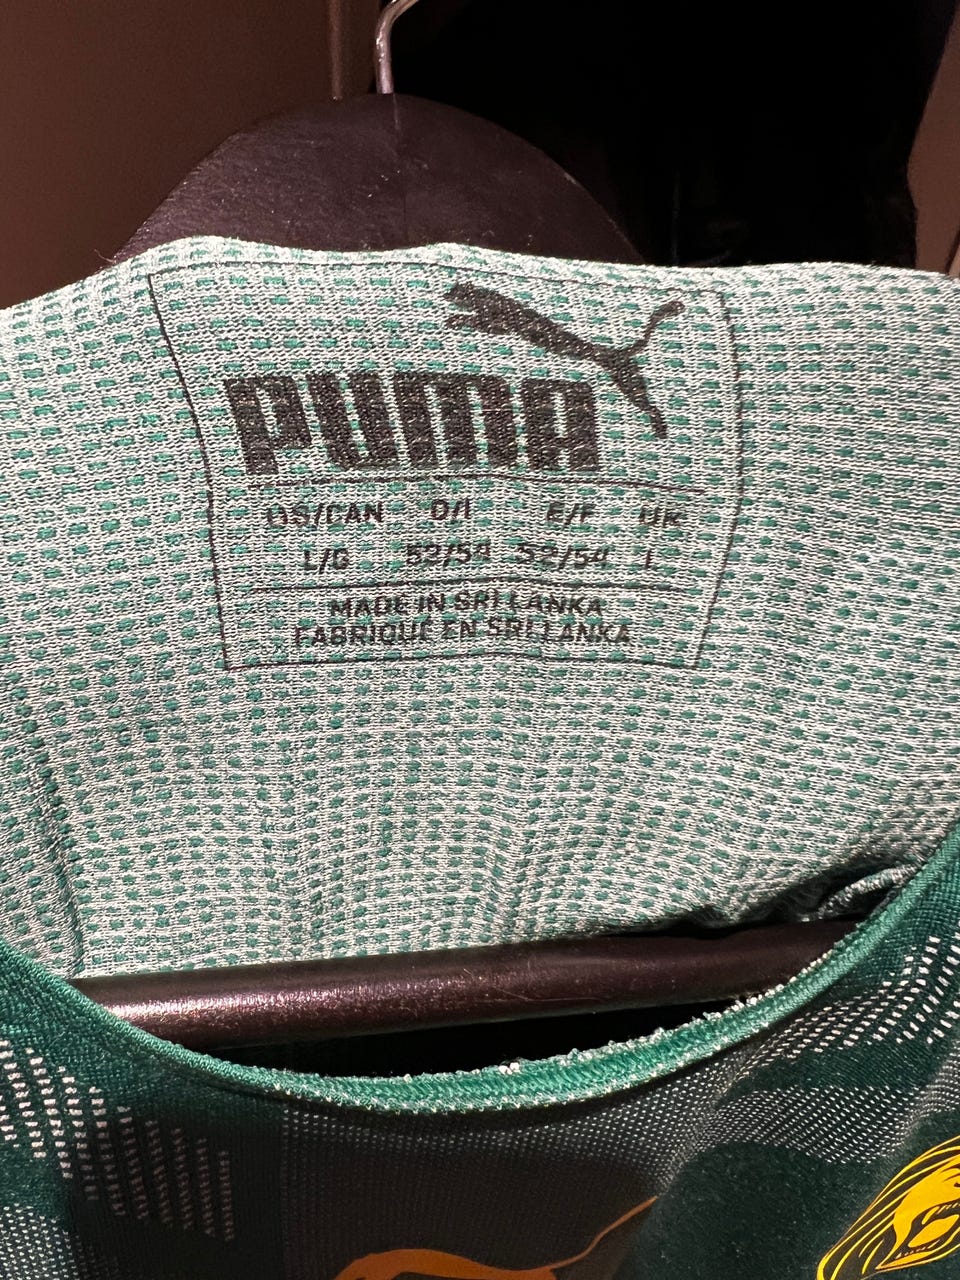 PUMA
US/CAN D/I E/F UK
L/G 52/54 52/54 L
MADE IN SRI LANKA
FABRIQUÉ EN SRI LANKA